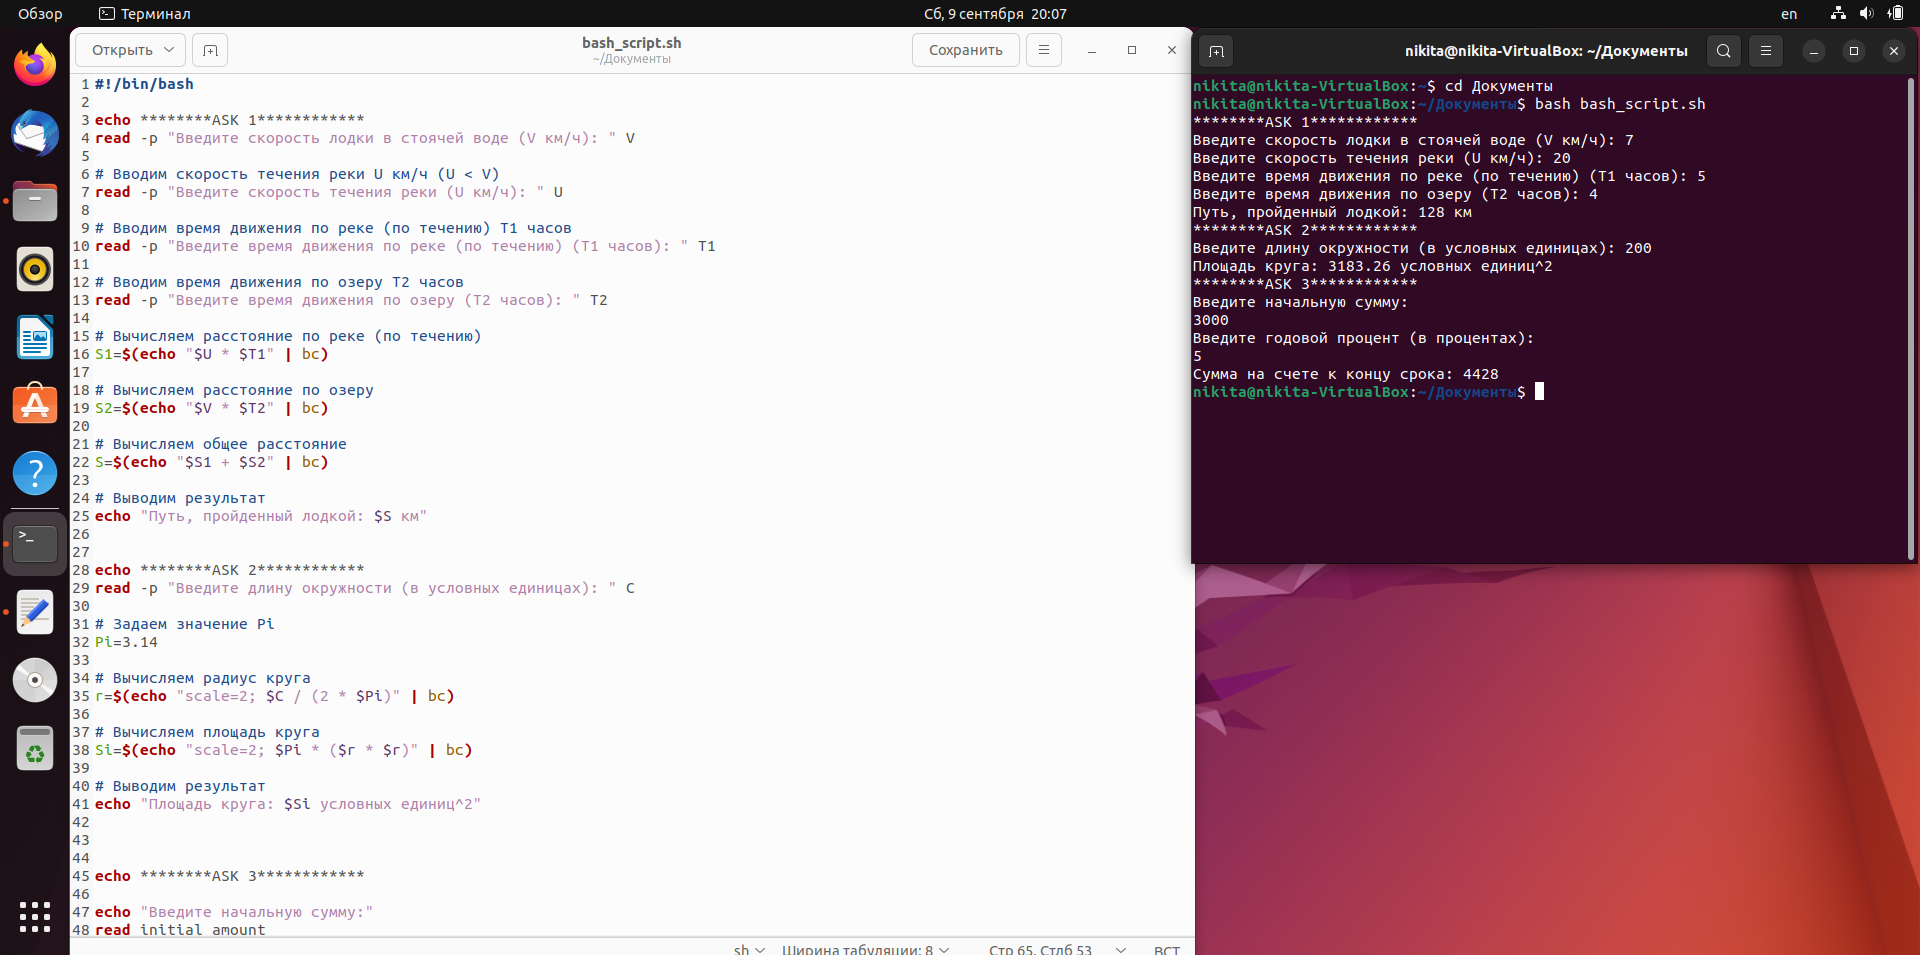 Обзор
Терминал
Сб, 9 сентября 20:07
en
Открыть
bash_script.sh
~/Документы
Сохранить
1 #!/bin/bash
2
3 echo ********ASK 1************
4 read -p "Введите скорость лодки в стоячей воде (V км/ч): " V
5
6 # Вводим скорость течения реки U км/ч (U < V)
7 read -p "Введите скорость течения реки (U км/ч): " U
8
9 # Вводим время движения по реке (по течению) T1 часов
10 read -p "Введите время движения по реке (по течению) (T1 часов): " T1
11
12 # Вводим время движения по озеру T2 часов
13 read -p "Введите время движения по озеру (T2 часов): " T2
14
15 # Вычисляем расстояние по реке (по течению)
16 S1=$(echo "$U * $T1" | bc)
17
18 # Вычисляем расстояние по озеру
19 S2=$(echo "$V * $T2" | bc)
20
21 # Вычисляем общее расстояние
22 S=$(echo "$S1 + $S2" | bc)
23
24 # Выводим результат
25 echo "Путь, пройденный лодкой: $S км"
26
27
28 echo ********ASK 2************
29 read -p "Введите длину окружности (в условных единицах): " C
30
31 # Задаем значение Pi
32 Pi=3.14
33
34 # Вычисляем радиус круга
35 r=$(echo "scale=2; $C / (2 * $Pi)" | bc)
36
37 # Вычисляем площадь круга
38 Si=$(echo "scale=2; $Pi * ($r * $r)" | bc)
39
40 # Выводим результат
41 echo "Площадь круга: $Si условных единиц^2"
42
43
44
45 echo ********ASK 3************
46
47 echo "Введите начальную сумму:"
48 read initial amount
sh
Ширина табуляции: 8
Стр 65, Стлб 53
ВСТ
nikita@nikita-VirtualBox: ~/Документы
nikita@nikita-VirtualBox:~$ cd Документы
nikita@nikita-VirtualBox:~/Документы$ bash bash_script.sh
********ASK 1************
Введите скорость лодки в стоячей воде (V км/ч): 7
Введите скорость течения реки (U км/ч): 20
Введите время движения по реке (по течению) (T1 часов): 5
Введите время движения по озеру (T2 часов): 4
Путь, пройденный лодкой: 128 км
********ASK 2************
Введите длину окружности (в условных единицах): 200
Площадь круга: 3183.26 условных единиц^2
********ASK 3************
Введите начальную сумму:
3000
Введите годовой процент (в процентах):
5
Сумма на счете к концу срока: 4428
nikita@nikita-VirtualBox:~/Документы$